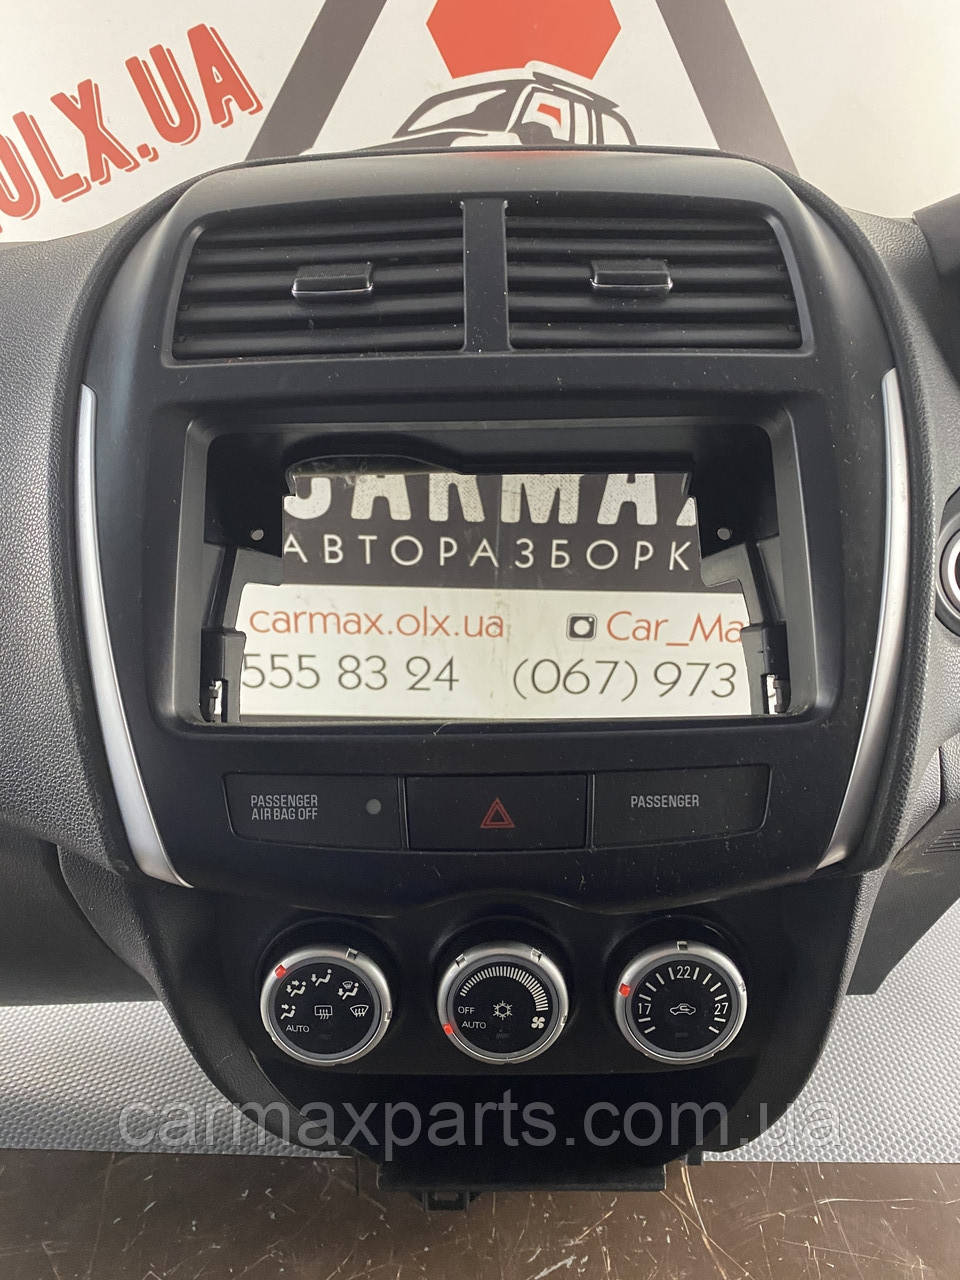 OLX.UA
CARMAX
АВТОРАЗБОРК
carmax.olx.ua
Car_Ma
555 83 24
(067) 973
PASSENGER
AIR BAG OFF
PASSENGER
AUTO
OFF
AUTO
17 22 27
carmaxparts.com.ua